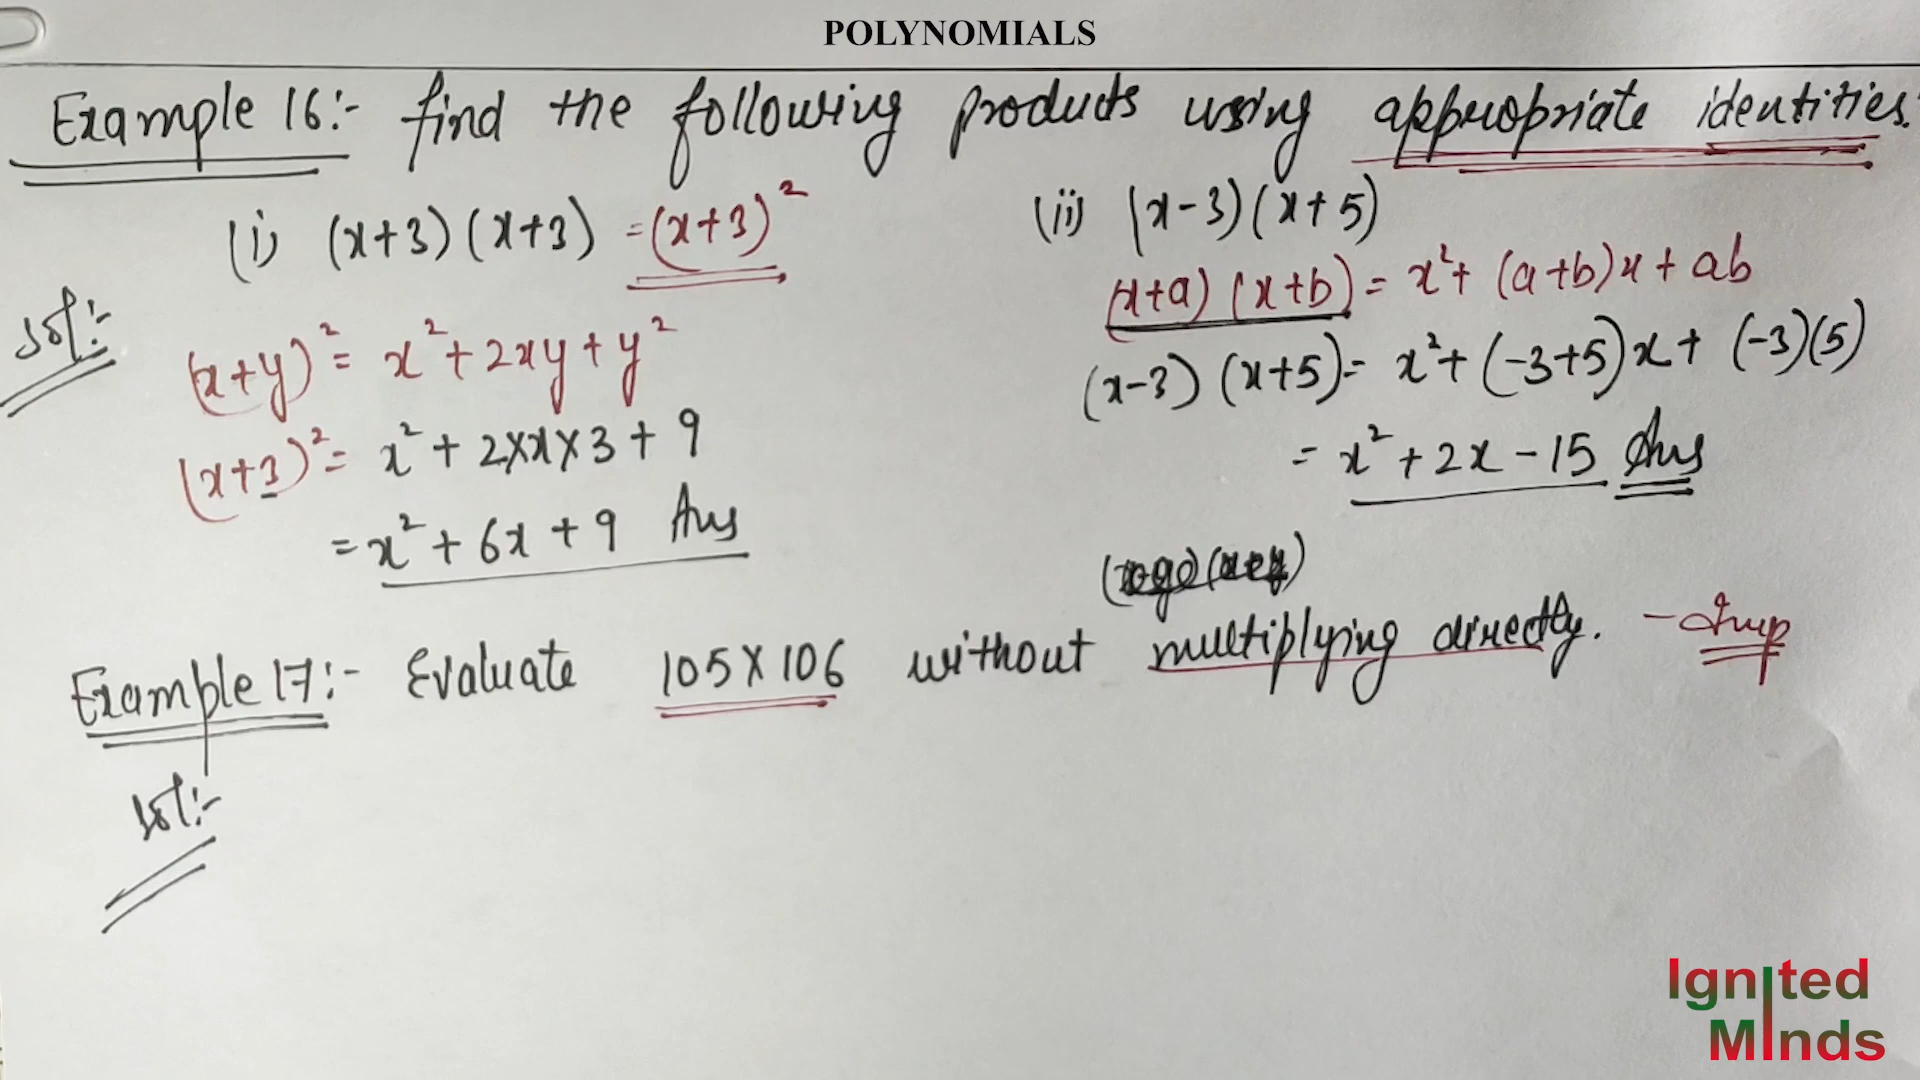 POLYNOMIALS
Example 16:- find the following products using appropriate identities.
(i) (x+3)(x+3) = (x+3)²
(ii) (x-3)(x+5)
Sol:-
(x+a)(x+b) = x²+ (a+b)x + ab
(x+y)² = x²+2xy+y²
(x-3)(x+5) = x²+(-3+5)x+ (-3)(5)
(x+3)² = x²+ 2×x×3 + 9
= x²+2x-15 Ans
= x²+6x+9 Ans
Example 17:- Evaluate 105×106 without multiplying directly. - Imp
Sol:-
Ignited
Minds